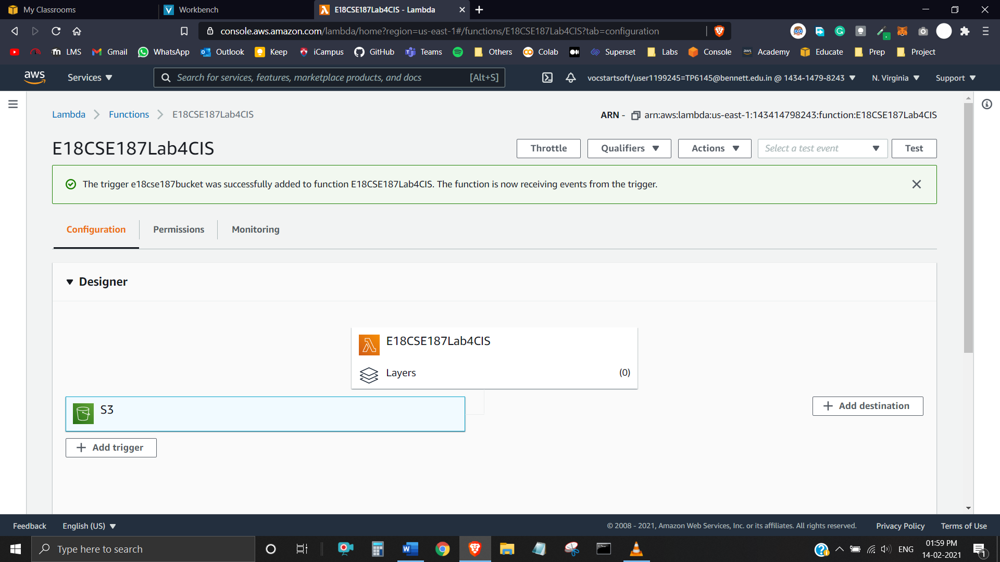 My Classrooms
Workbench
E18CSE187Lab4CIS - Lambda
console.aws.amazon.com/lambda/home?region=us-east-1#/functions/E18CSE187Lab4CIS?tab=configuration
LMS
Gmail
WhatsApp
Outlook
Keep
iCampus
GitHub
Teams
Others
Colab
Superset
Labs
Console
aws
Academy
Educate
Prep
Project
aws
Services
Search for services, features, marketplace products, and docs
[Alt+S]
vocstartsoft/user1199245=TP6145@bennett.edu.in @ 1434-1479-8243
N. Virginia
Support
Lambda
Functions
E18CSE187Lab4CIS
ARN - arn:aws:lambda:us-east-1:143414798243:function:E18CSE187Lab4CIS
E18CSE187Lab4CIS
Throttle
Qualifiers
Actions
Select a test event
Test
The trigger e18cse187bucket was successfully added to function E18CSE187Lab4CIS. The function is now receiving events from the trigger.
Configuration
Permissions
Monitoring
Designer
E18CSE187Lab4CIS
Layers
(0)
S3
Add destination
Add trigger
Feedback
English (US)
© 2008 - 2021, Amazon Web Services, Inc. or its affiliates. All rights reserved.
Privacy Policy
Terms of Use
Type here to search
ENG
01:59 PM
14-02-2021
1